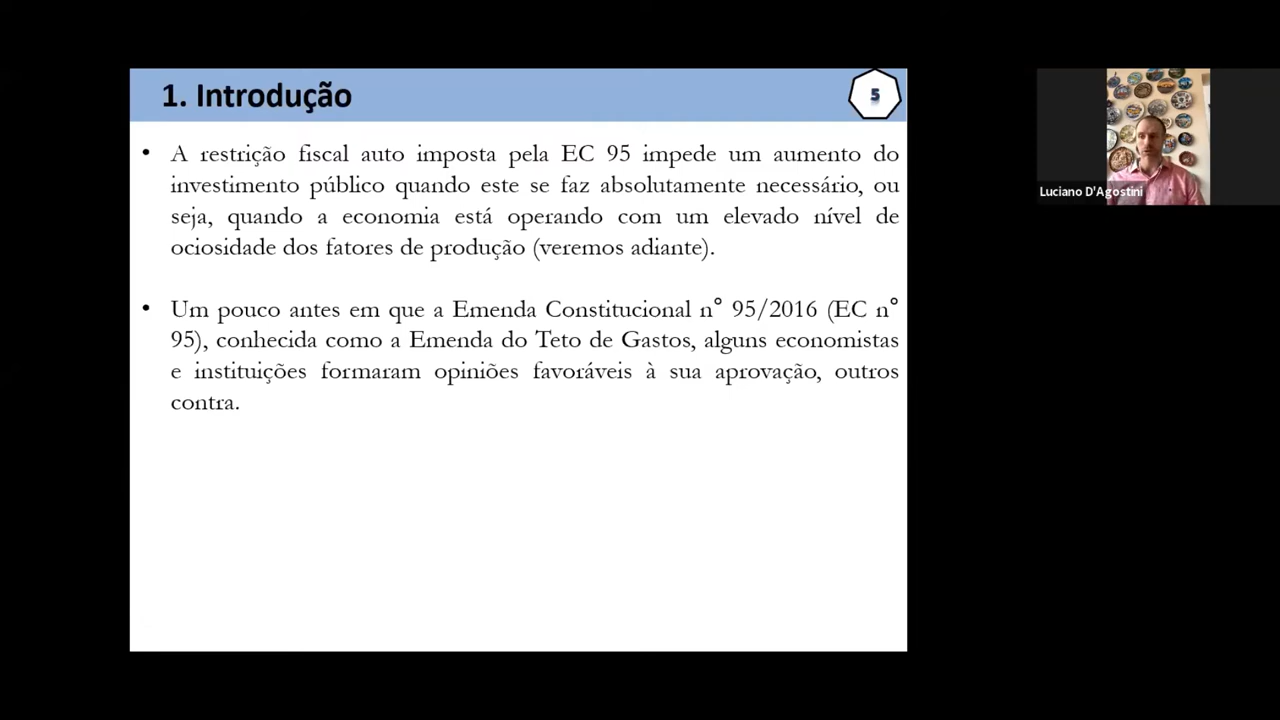 1. Introdução
5
• A restrição fiscal auto imposta pela EC 95 impede um aumento do
investimento público quando este se faz absolutamente necessário, ou
seja, quando a economia está operando com um elevado nível de
ociosidade dos fatores de produção (veremos adiante).
• Um pouco antes em que a Emenda Constitucional n° 95/2016 (EC n°
95), conhecida como a Emenda do Teto de Gastos, alguns economistas
e instituições formaram opiniões favoráveis à sua aprovação, outros
contra.
Luciano D'Agostini